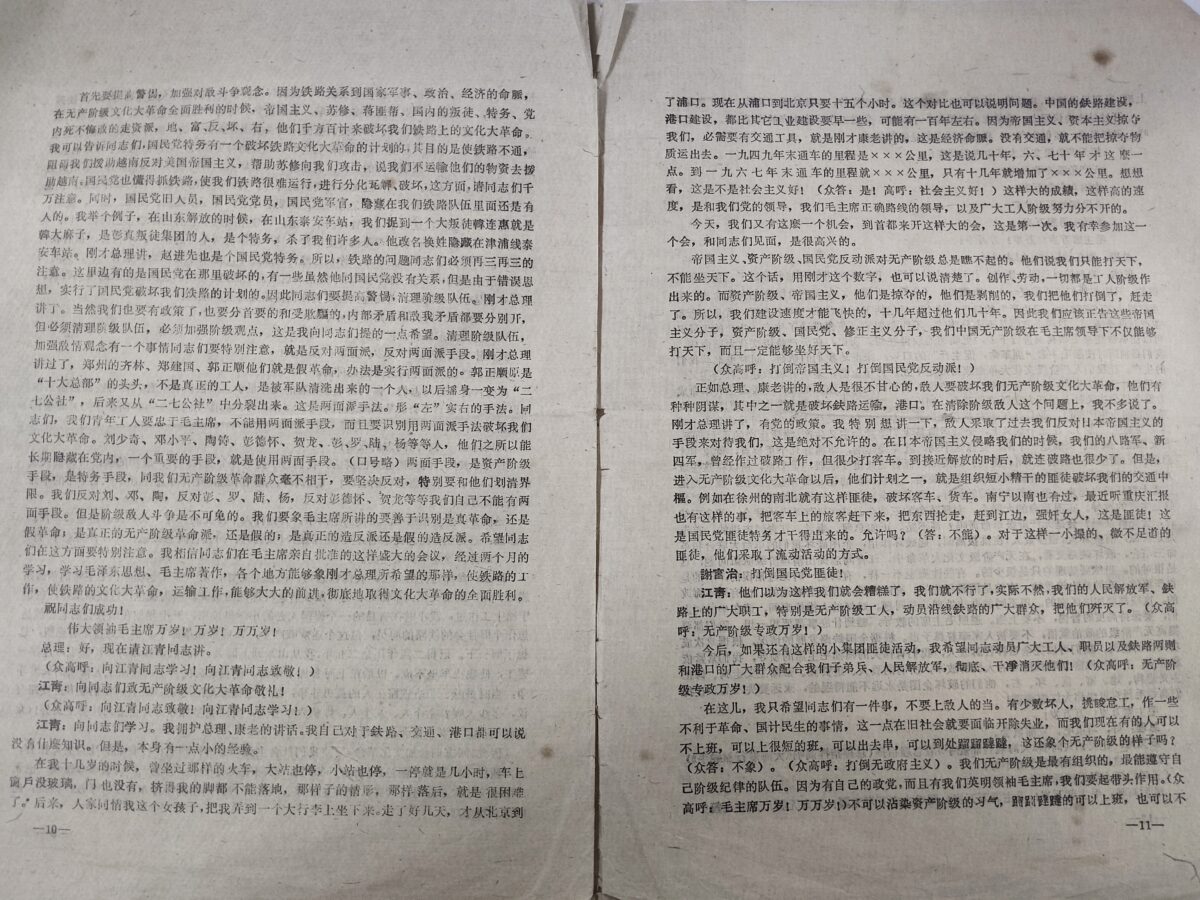 首先要提高警惕，加强对敌斗争观念。因为铁路关系到国家军事、政治、经济的命脉，
在无产阶级文化大革命全面胜利的时候，帝国主义、苏修、蒋匪帮、国内的叛徒、特务、党
内死不悔改的走资派，地、富、反、坏、右，他们千方百计来破坏我们铁路上的文化大革命。
我可以告诉同志们，国民党特务有一个破坏铁路文化大革命的计划的，其目的是使铁路不通，
阻碍我们援助越南反对美国帝国主义，帮助苏修向我们攻击，说我们不运输他们的物资去援
助越南。国民党也懂得抓铁路，使我们铁路很难运行，进行分化瓦解，破坏，这方面，请同志们千
万注意。同时，国民党旧人员，国民党党员，国民党军官，隐藏在我们铁路队伍里面还是有
人的。我举个例子，在山东解放的时候，在山东泰安车站，我们捉到一个大叛徒韓连惠就是
韓大麻子，是彭真叛徒集团的人，是个特务，杀了我们许多人。他改名换姓隐藏在津浦线泰
安车站。刚才总理讲，赵进先也是个国民党特务。所以，铁路的问题同志们必须再三再三的
注意。这里边有的是国民党在那里破坏的，有一些虽然他同国民党没有关系，但是由于错误思
想，实行了国民党破坏我们铁路的计划的。因此同志们要提高警惕，清理阶级队伍。刚才总理
讲了。当然我们也要有政策了，也要分首要的和受欺騙的，内部矛盾和敌我矛盾都要分别开，
但必须清理阶级队伍，必须加强阶级观点，这是我向同志们提的一点希望。清理阶级队伍，
加强敌情观念有一个事情同志们要特别注意，就是反对两面派，反对两面派手段。刚才总理
讲过了，郑州的齐林、郑建国、郭正顺他们就是假革命，办法是实行两面派的。郭正顺原是
“十大总部”的头头，不是真正的工人，是被军队清洗出来的一个人，以后摇身一变为“二
七公社”，后来又从“二七公社”中分裂出来。这是两面派手法。形“左”实右的手法。同
志们，我们青年工人要忠于毛主席，不能用两面派手段，而且要识别用两面派手法破坏我们
文化大革命。刘少奇、邓小平、陶铸、彭德怀、贺龙、彭、罗、陆、杨等等人，他们之所以能
长期隐藏在党内，一个重要的手段，就是使用两面手段。（口号略）两面手段，是资产阶级
手段，是特务手段，同我们无产阶级革命群众毫不相干，要坚决反对，特别要和他们划清界
限。我们反对刘、邓、陶，反对彭、罗、陆、杨，反对彭德怀、贺龙等等我们自己不能有两
面手段。但是阶级敌人斗争是不可免的。我们要象毛主席所讲的要善于识别是真革命，还是
假革命；是真正的无产阶级革命派，还是假的；是真正的造反派还是假的造反派。希望同志
们在这方面要特别注意。我相信同志们在毛主席亲自批准的这样盛大的会议，经过两个月的
学习，学习毛泽东思想、毛主席著作，各个地方能够象刚才总理所希望的那样，使铁路的工
作，使铁路的文化大革命，运输工作，能够大大的前进，彻底地取得文化大革命的全面胜利。
祝同志们成功！
伟大领袖毛主席万岁！万岁！万万岁！
总理：好，现在请江青同志讲。
（众高呼：向江青同志学习！向江青同志致敬！）
江青：向同志们致无产阶级文化大革命敬礼！
（众高呼：向江青同志致敬！向江青同志学习！）
江青：向同志们学习。我拥护总理、康老的讲话。我自己对于鉄路、交通、港口都可以说
没有什麽知识。但是，本身有一点小的经验。
在我十几岁的时候，曾坐过那样的火车，大站也停，小站也停，一停就是几小时，车上
窗戶没玻璃，门也没有，挤得我的脚都不能落地，那样子的情形，那样落后，就是很困难
了。后来，人家同情我这个女孩子，把我弄到一个大行李上坐下来。走了好几天，才从北京到
—10—
了浦口。现在从浦口到北京只要十五个小时。这个对比也可以说明问题。中国的鉄路建设，
港口建设，都比其它工业建设要早一些，可能有一百年左右。因为帝国主义、资本主义掠夺
我们，必需要有交通工具，就是刚才康老讲的，这是经济命脉。没有交通，就不能把掠夺物
质运出去。一九四九年末通车的里程是×××公里，这是说几十年，六、七十年才这麽一
点。到一九六七年末通车的里程就×××公里，只有十几年就增加了×××公里。想想
看，这是不是社会主义好！（众答：是！高呼：社会主义好！）这样大的成績，这样高的速
度，是和我们党的领导，我们毛主席正确路线的领导，以及广大工人阶级努力分不开的。
今天，我们又有这麽一个机会，到首都来开这样大的会，这是第一次。我有幸参加这一
个会，和同志们见面，是很高兴的。
帝国主义、资产阶级、国民党反动派对无产阶级总是瞧不起的。他们说我们只能打天下，
不能坐天下。这个话，用刚才这个数字，也可以说清楚了。创作、劳动，一切都是工人阶级作
出来的。而资产阶级、帝国主义，他们是掠夺的，他们是剥削的，我们把他们打倒了，赶走
了。所以，我们建设速度才能飞快的，十几年超过他们几十年。因此我们应该正告这些帝国
主义分子，资产阶级、国民党、修正主义分子，我们中国无产阶级在毛主席领导下不仅能够
打天下，而且一定能够坐好天下。
（众高呼：打倒帝国主义！打倒国民党反动派！）
正如总理、康老讲的，敌人是很不甘心的，敌人要破坏我们无产阶级文化大革命，他们有
种种阴谋，其中之一就是破坏鉄路运输，港口。在清除阶级敌人这个问题上，我不多说了。
刚才总理讲了，有党的政策。我特别想讲一下，敌人采取了过去我们反对日本帝国主义的
手段来对待我们，这是绝对不允许的。在日本帝国主义侵略我们的时候，我们的八路军、新
四军，曾经作过破路工作，但很少打客车。到接近解放的时后，就连破路也很少了。但是，
进入无产阶级文化大革命以后，他们计划之一，就是组织短小精干的匪徒破坏我们的交通中
樞。例如在徐州的南北就有这样匪徒，破坏客车、货车。南宁以南也有过，最近听重庆汇报
也有这样的事，把客车上的旅客赶下来，把东西抢走，赶到江边，强奸女人，这是匪徒！这
是国民党匪徒特务才干得出来的。允许吗？（答：不能）。对于这样一小撮的、微不足道的
匪徒，他们采取了流动活动的方式。
謝富治：打倒国民党匪徒！
江青：他们以为这样我们就会糟糕了，我们就不行了，实际不然，我们的人民解放军、鉄
路上的广大职工，特别是无产阶级工人，动员沿线鉄路的广大群众，把他们歼灭了。（众高
呼：无产阶级专政万岁！）
今后，如果还有这样的小集团匪徒活动，我希望同志动员广大工人、职员以及鉄路两侧
和港口的广大群众配合我们子弟兵、人民解放军，彻底、干凈消灭他们！（众高呼：无产阶
级专政万岁！）
在这儿，我只希望同志们有一件事，不要上敌人的当。有少数坏人，挑唆怠工，作一些
不利于革命、国计民生的事情，这一点在旧社会就要面临开除失业，而我们现在有的人可以
不上班，可以上很短的班，可以出去串，可以到处蹓蹓躂躂，这还象个无产阶级的样子吗？
（众答：不象）。（众高呼：打倒无政府主义）。我们无产阶级是最有组织的，最能遵守自
己阶级纪律的队伍。因为有自己的政党，而且有我们英明领袖毛主席，我们要起带头作用。（众
高呼：毛主席万岁！万万岁！）不可以沾染资产阶级的习气，蹓蹓躂躂的可以上班，也可以不
—11—